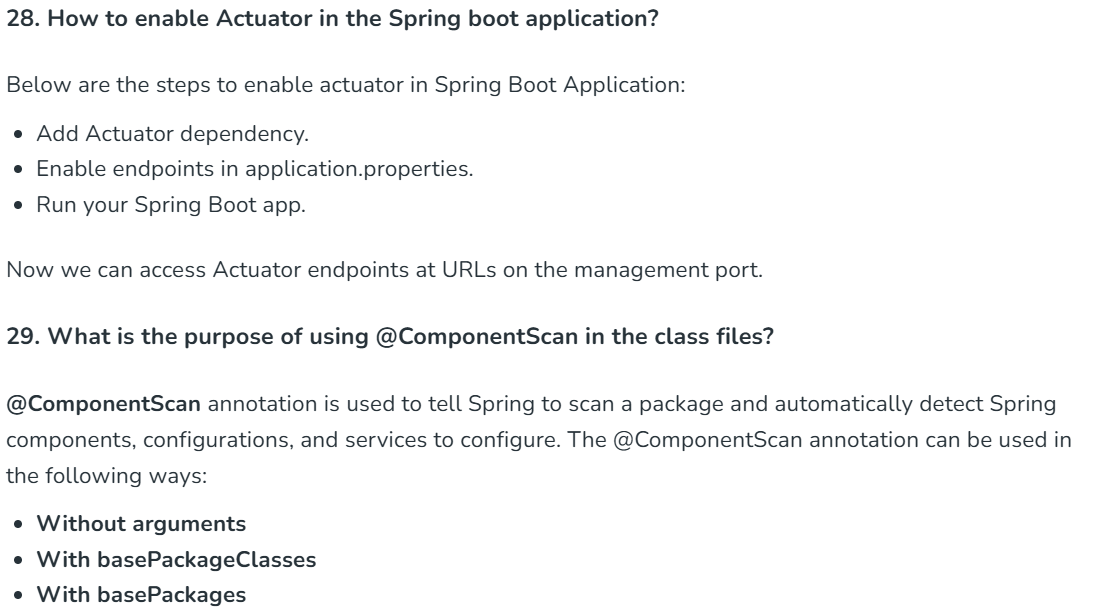 28. How to enable Actuator in the Spring boot application?
Below are the steps to enable actuator in Spring Boot Application:
• Add Actuator dependency.
• Enable endpoints in application.properties.
• Run your Spring Boot app.
Now we can access Actuator endpoints at URLs on the management port.
29. What is the purpose of using @ComponentScan in the class files?
@ComponentScan annotation is used to tell Spring to scan a package and automatically detect Spring
components, configurations, and services to configure. The @ComponentScan annotation can be used in
the following ways:
• Without arguments
• With basePackageClasses
• With basePackages